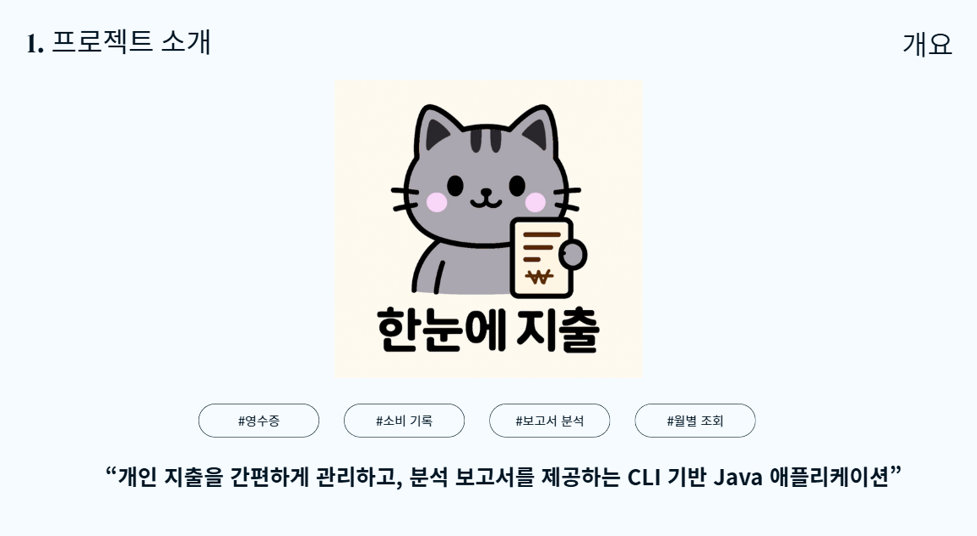 1. 프로젝트 소개
개요
₩
한눈에 지출
#영수증
#소비 기록
#보고서 분석
#월별 조회
“개인 지출을 간편하게 관리하고, 분석 보고서를 제공하는 CLI 기반 Java 애플리케이션”